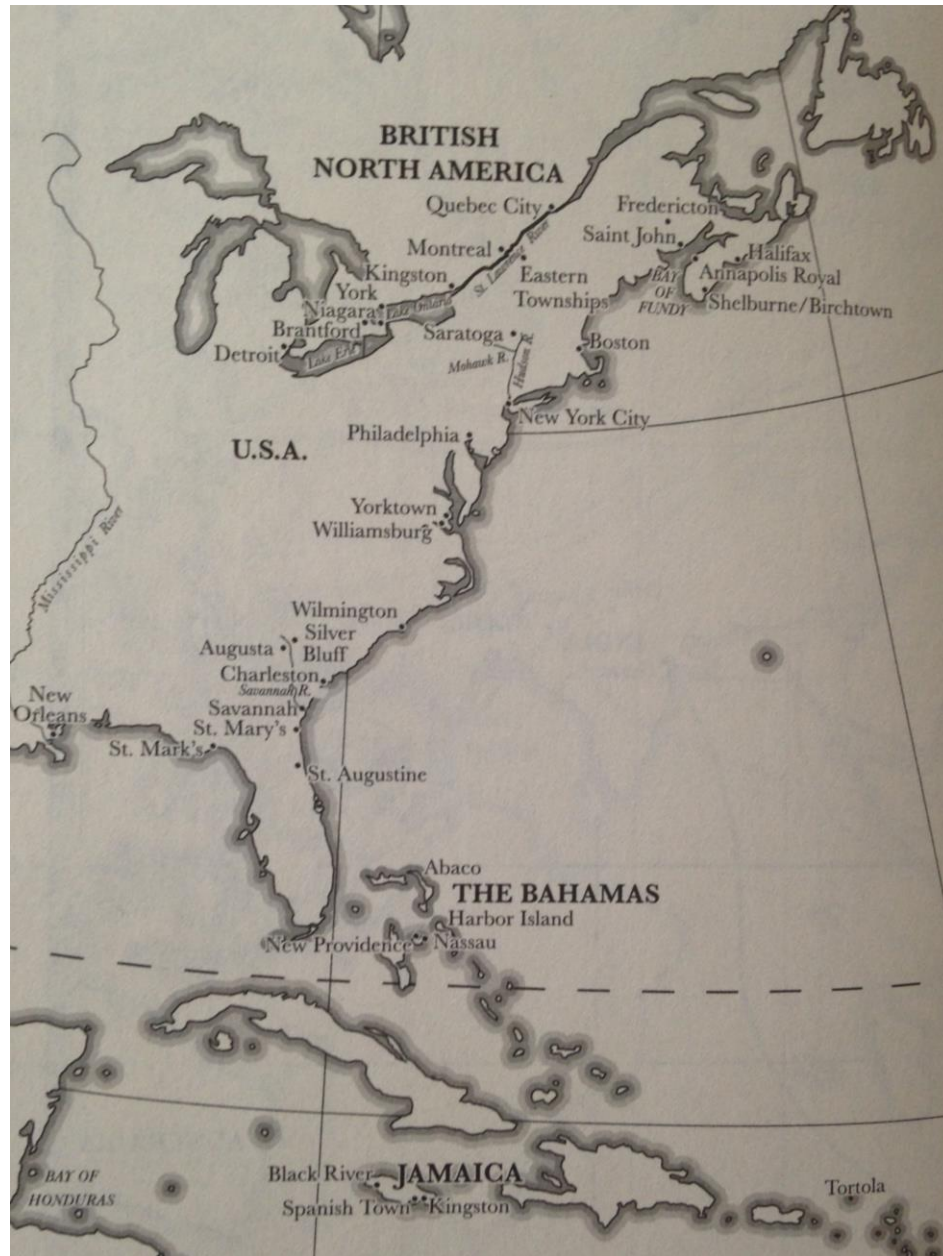 BRITISH
NORTH AMERICA
Quebec City
Fredericton
Saint John
Montreal
St. Lawrence River
Halifax
Kingston
Eastern
Townships
BAY
OF
FUNDY
Annapolis Royal
York
Niagara
Lake Ontario
Shelburne/Birchtown
Brantford
Saratoga
Boston
Detroit
Lake Erie
Mohawk R.
Hudson R.
New York City
Philadelphia
U.S.A.
Yorktown
Williamsburg
Mississippi River
Wilmington
Silver
Bluff
Augusta
Charleston
Savannah R.
New
Orleans
Savannah
St. Mary's
St. Mark's
St. Augustine
Abaco
THE BAHAMAS
Harbor Island
New Providence
Nassau
BAY OF
HONDURAS
Black River
JAMAICA
Spanish Town
Kingston
Tortola